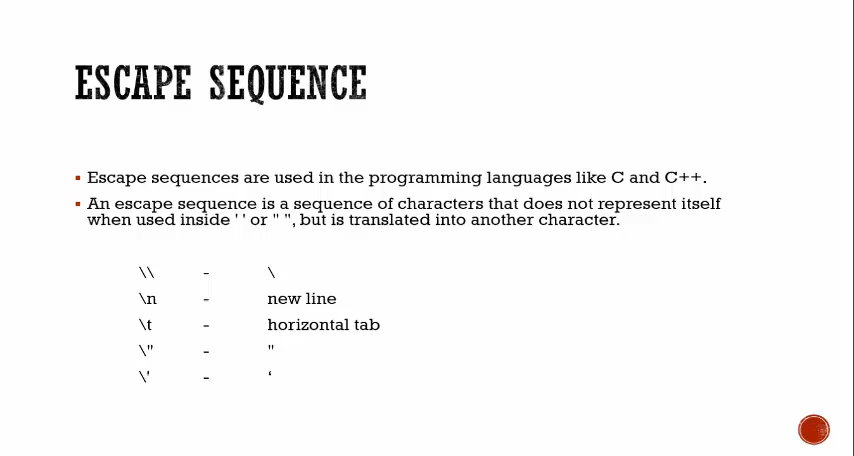 ESCAPE SEQUENCE
▪ Escape sequences are used in the programming languages like C and C++.
▪ An escape sequence is a sequence of characters that does not represent itself
when used inside ' ' or " ", but is translated into another character.
\\ - \
\n - new line
\t - horizontal tab
\" - "
\' - ‘